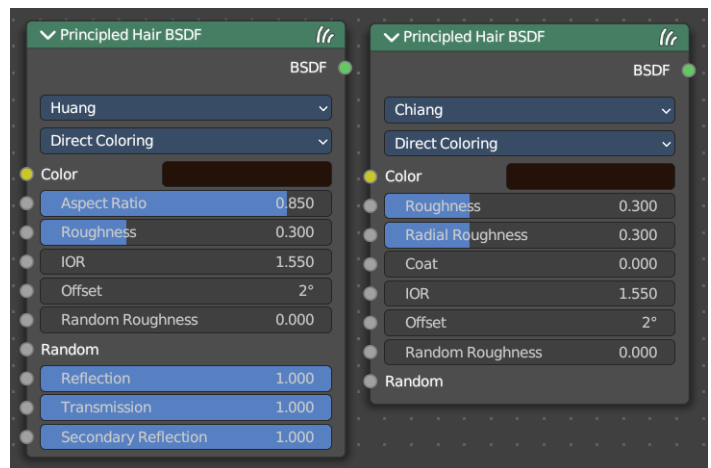 Principled Hair BSDF
BSDF
Huang
Direct Coloring
Color
Aspect Ratio 0.850
Roughness 0.300
IOR 1.550
Offset 2°
Random Roughness 0.000
Random
Reflection 1.000
Transmission 1.000
Secondary Reflection 1.000
Principled Hair BSDF
BSDF
Chiang
Direct Coloring
Color
Roughness 0.300
Radial Roughness 0.300
Coat 0.000
IOR 1.550
Offset 2°
Random Roughness 0.000
Random